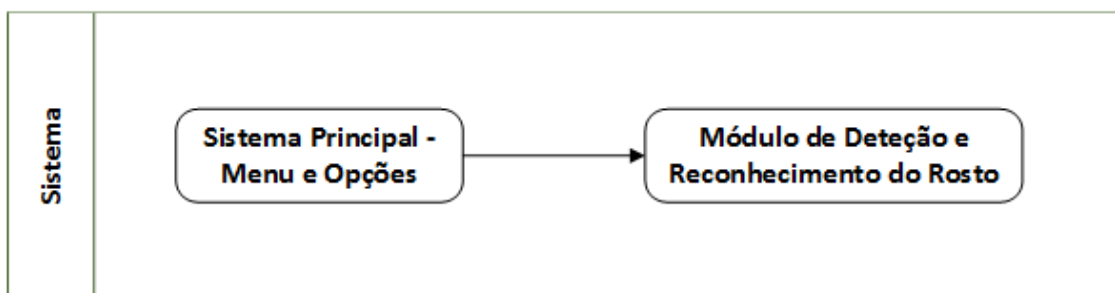 Sistema
Sistema Principal -
Menu e Opções
Módulo de Deteção e
Reconhecimento do Rosto